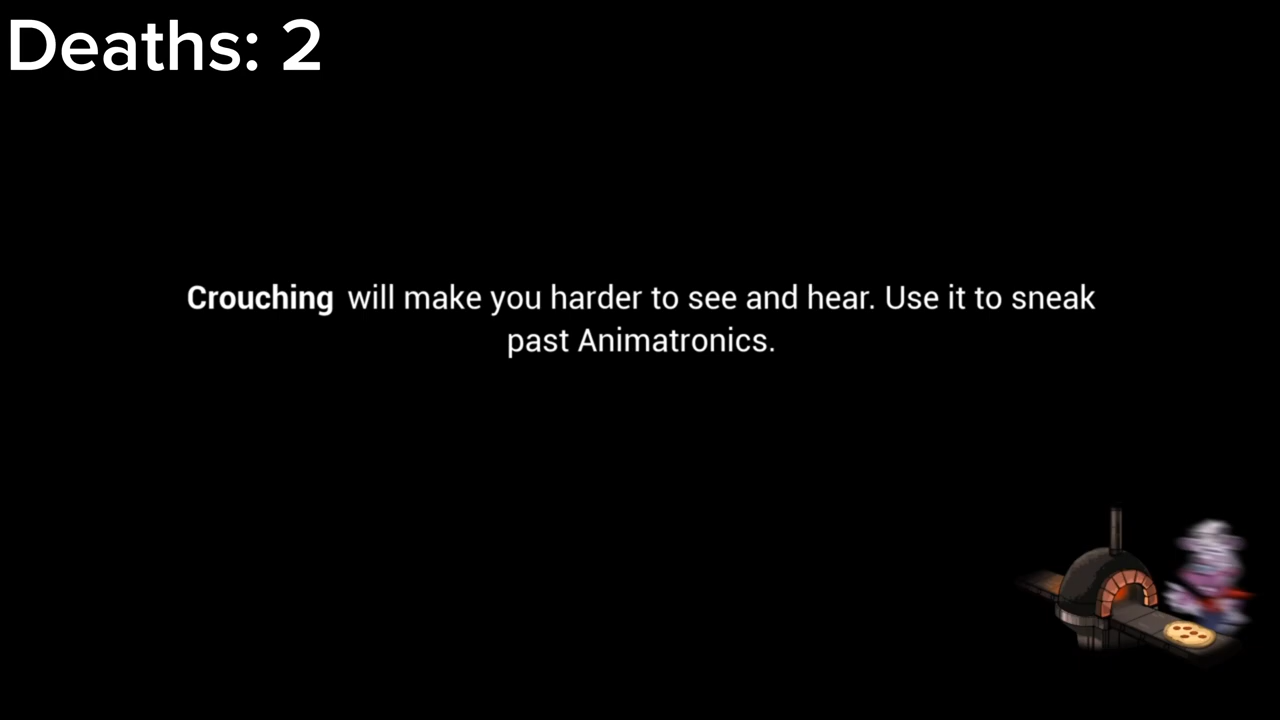 Deaths: 2
Crouching will make you harder to see and hear. Use it to sneak
past Animatronics.